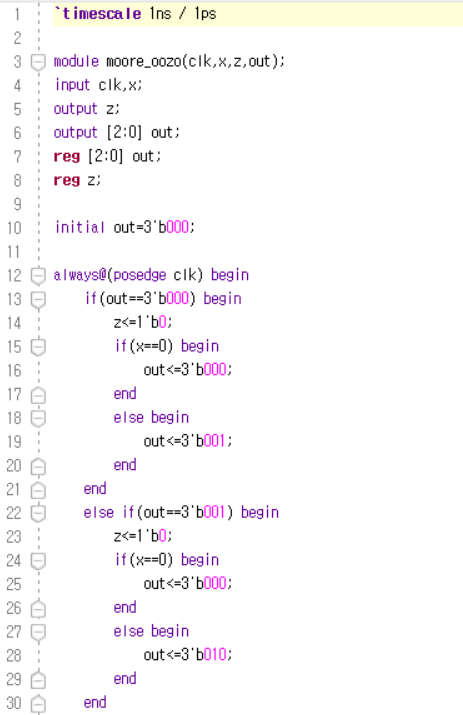 1 `timescale 1ns / 1ps
2
3 module moore_oozo(clk,x,z,out);
4 input clk,x;
5 output z;
6 output [2:0] out;
7 reg [2:0] out;
8 reg z;
9
10 initial out=3'b000;
11
12 always@(posedge clk) begin
13 if(out==3'b000) begin
14 z<=1'b0;
15 if(x==0) begin
16 out<=3'b000;
17 end
18 else begin
19 out<=3'b001;
20 end
21 end
22 else if(out==3'b001) begin
23 z<=1'b0;
24 if(x==0) begin
25 out<=3'b000;
26 end
27 else begin
28 out<=3'b010;
29 end
30 end